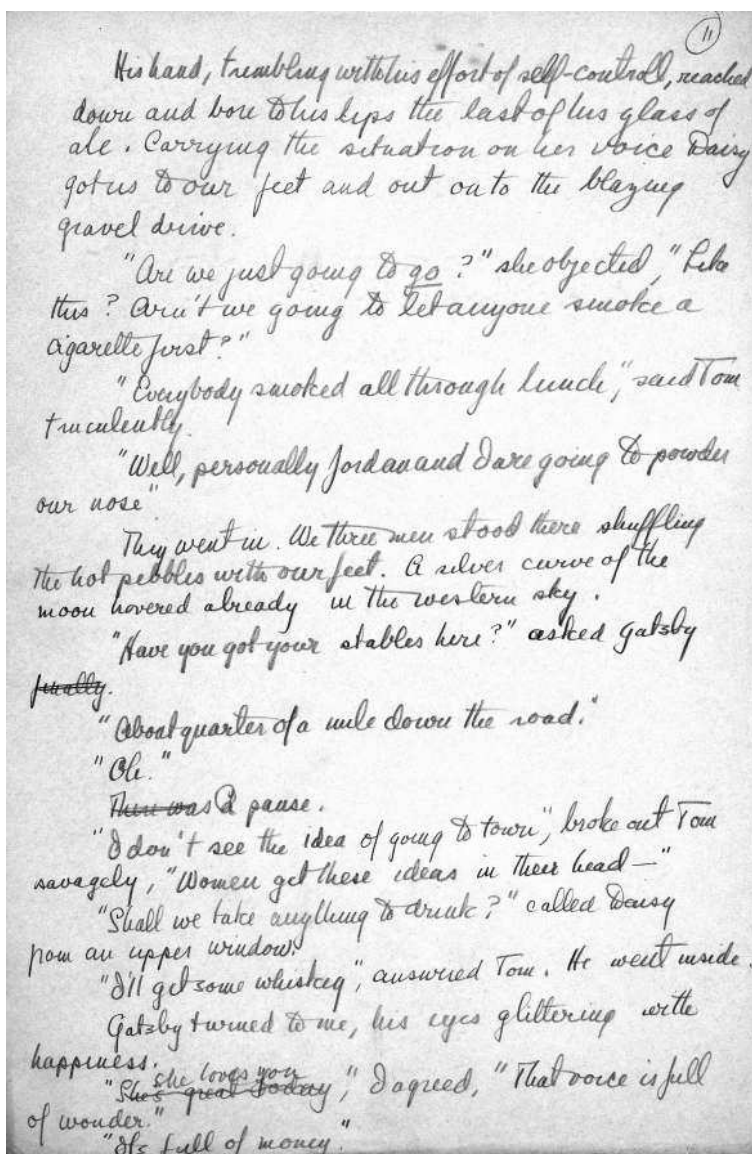 11
His hand, trembling with his effort of self-controll, reached
down and bore to his lips the last of his glass of
ale. Carrying the situation on her voice Daisy
got us to our feet and out onto the blazing
gravel drive.
"Are we just going to go?" she objected, "Like
this? Arn't we going to let anyone smoke a
cigarette first?"
"Everybody smoked all through lunch," said Tom
truculently.
"Well, personally Jordan and I are going to powder
our nose"
They went in. We three men stood there shuffling
the hot pebbles with our feet. A silver curve of the
moon hovered already in the western sky.
"Have you got your stables here?" asked Gatsby
finally.
"About quarter of a mile down the road."
"Oh."
There was A pause.
"I don't see the idea of going to town", broke out Tom
savagely, "Women get these ideas in their head—"
"Shall we take anything to drink?" called Daisy
from an upper window.
"I'll get some whiskey", answered Tom. He went inside.
Gatsby turned to me, his eyes glittering with
happiness.
she loves you
"She's great today", I agreed, "That voice is full
of wonder."
"It's full of money."